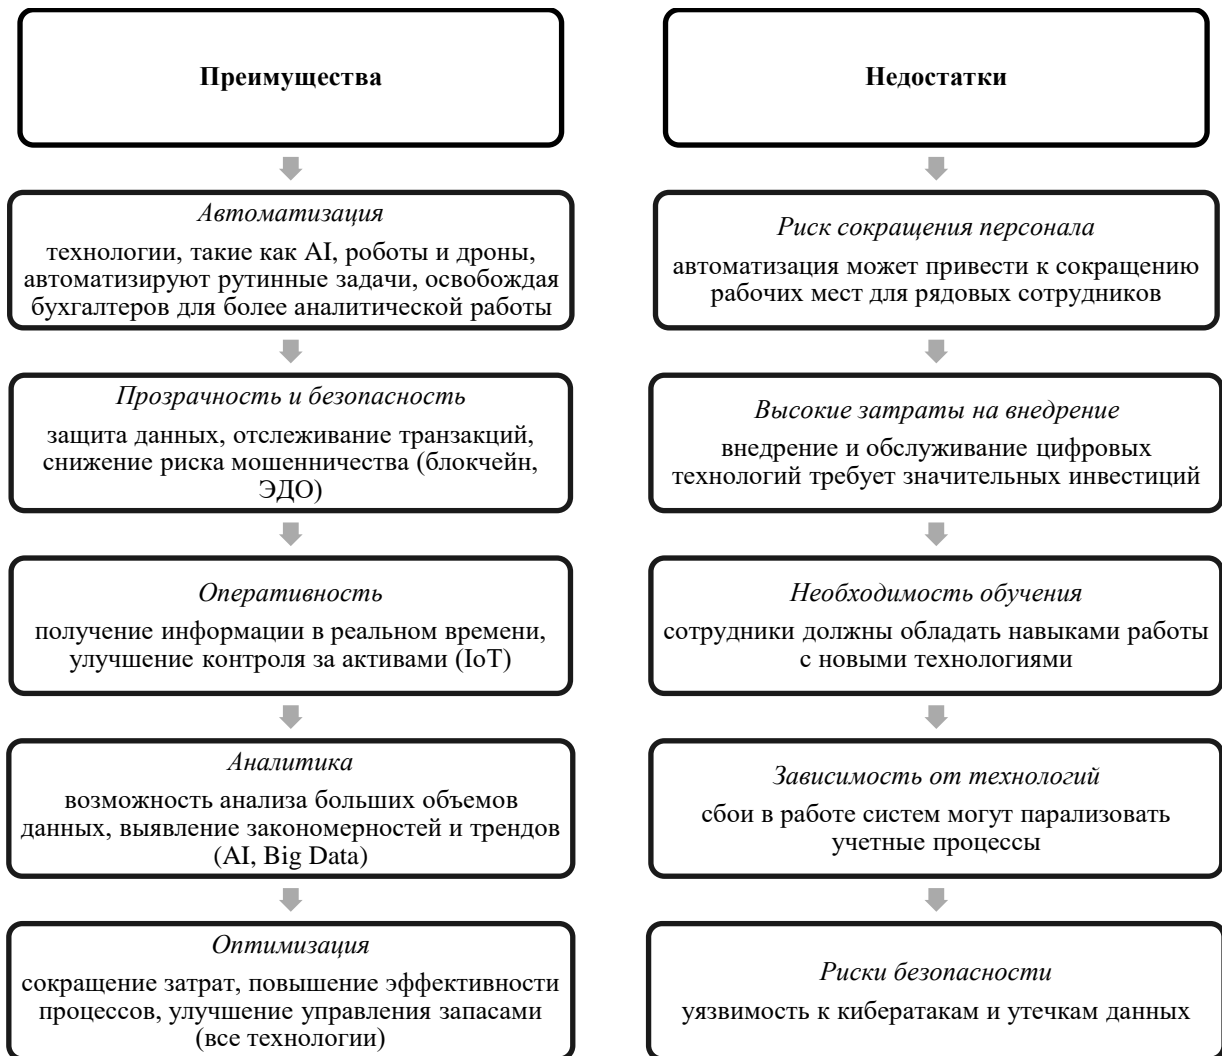 Преимущества
Автоматизация
технологии, такие как AI, роботы и дроны,
автоматизируют рутинные задачи, освобождая
бухгалтеров для более аналитической работы
Прозрачность и безопасность
защита данных, отслеживание транзакций,
снижение риска мошенничества (блокчейн,
ЭДО)
Оперативность
получение информации в реальном времени,
улучшение контроля за активами (IoT)
Аналитика
возможность анализа больших объемов
данных, выявление закономерностей и трендов
(AI, Big Data)
Оптимизация
сокращение затрат, повышение эффективности
процессов, улучшение управления запасами
(все технологии)
Недостатки
Риск сокращения персонала
автоматизация может привести к сокращению
рабочих мест для рядовых сотрудников
Высокие затраты на внедрение
внедрение и обслуживание цифровых
технологий требует значительных инвестиций
Необходимость обучения
сотрудники должны обладать навыками работы
с новыми технологиями
Зависимость от технологий
сбои в работе систем могут парализовать
учетные процессы
Риски безопасности
уязвимость к кибератакам и утечкам данных